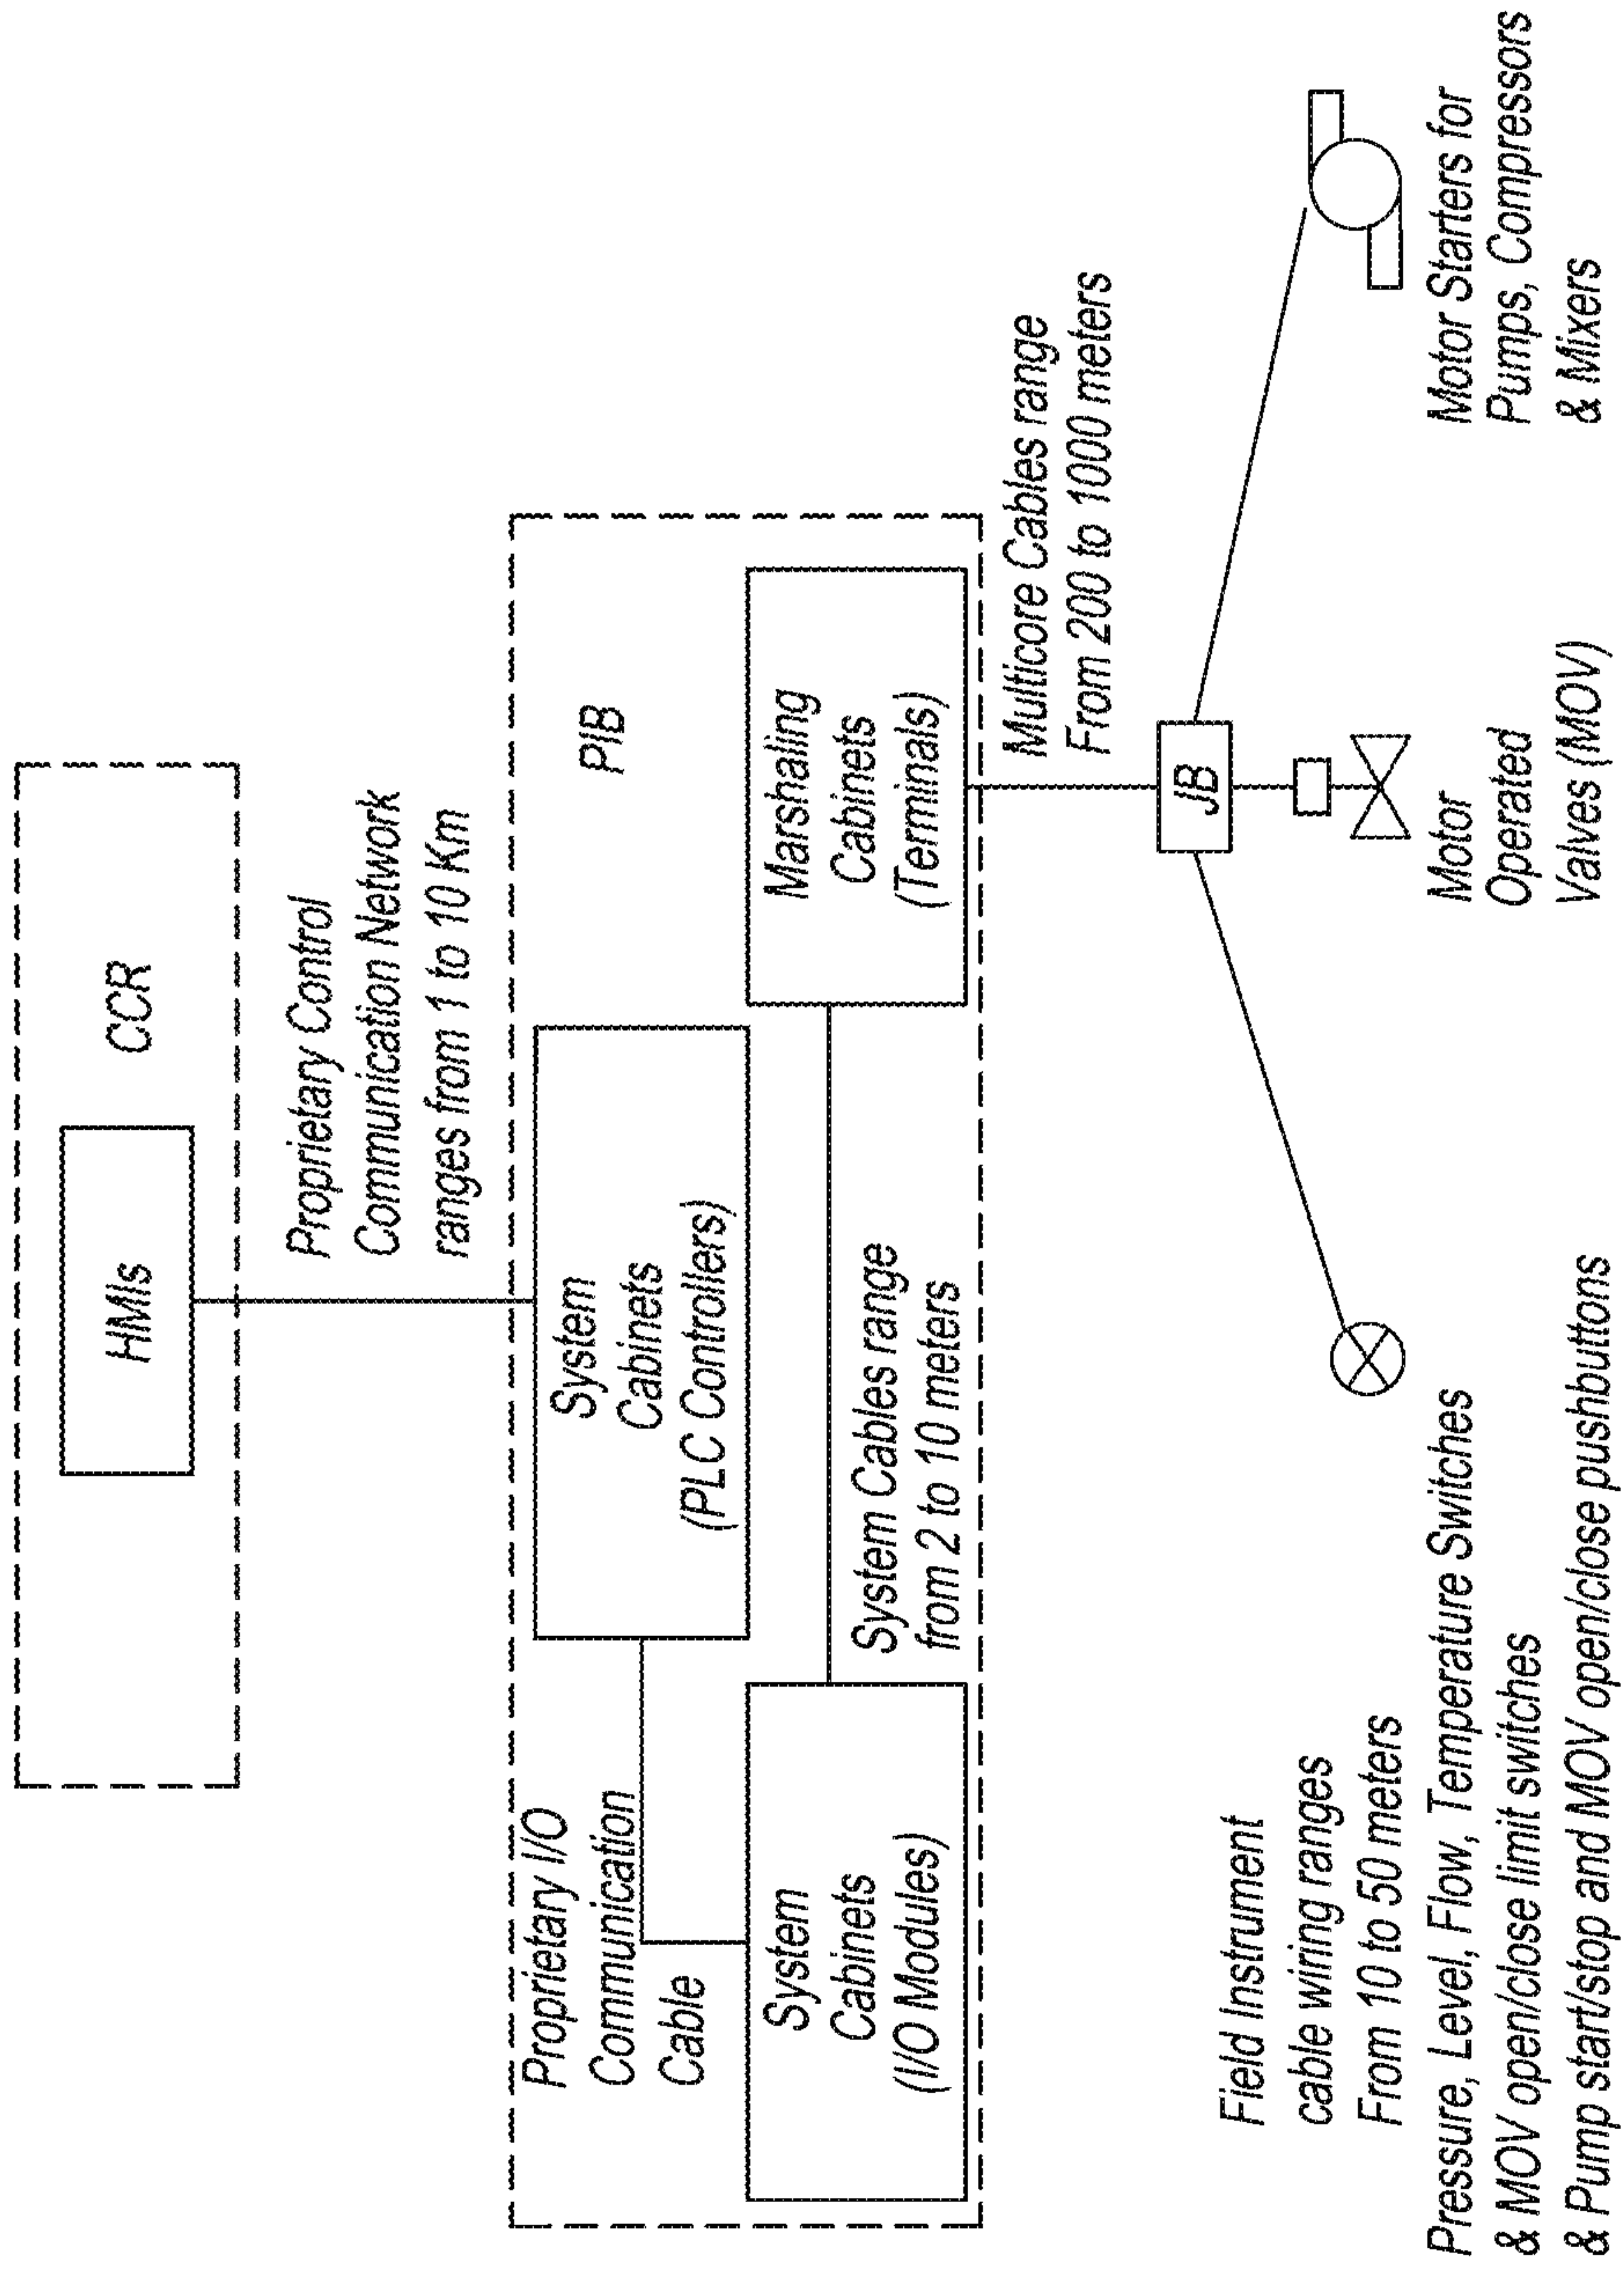 HMIs
CCR
Proprietary Control
Communication Network
ranges from 1 to 10 Km
Proprietary I/O
Communication
Cable
System
Cabinets
(PLC Controllers)
PIB
System
Cabinets
(I/O Modules)
System Cables range
from 2 to 10 meters
Marshaling
Cabinets
(Terminals)
Multicore Cables range
From 200 to 1000 meters
JB
Field Instrument
cable wiring ranges
From 10 to 50 meters
Pressure, Level, Flow, Temperature Switches
& MOV open/close limit switches
& Pump start/stop and MOV open/close pushbuttons
Motor
Operated
Valves (MOV)
Motor Starters for
Pumps, Compressors
& Mixers